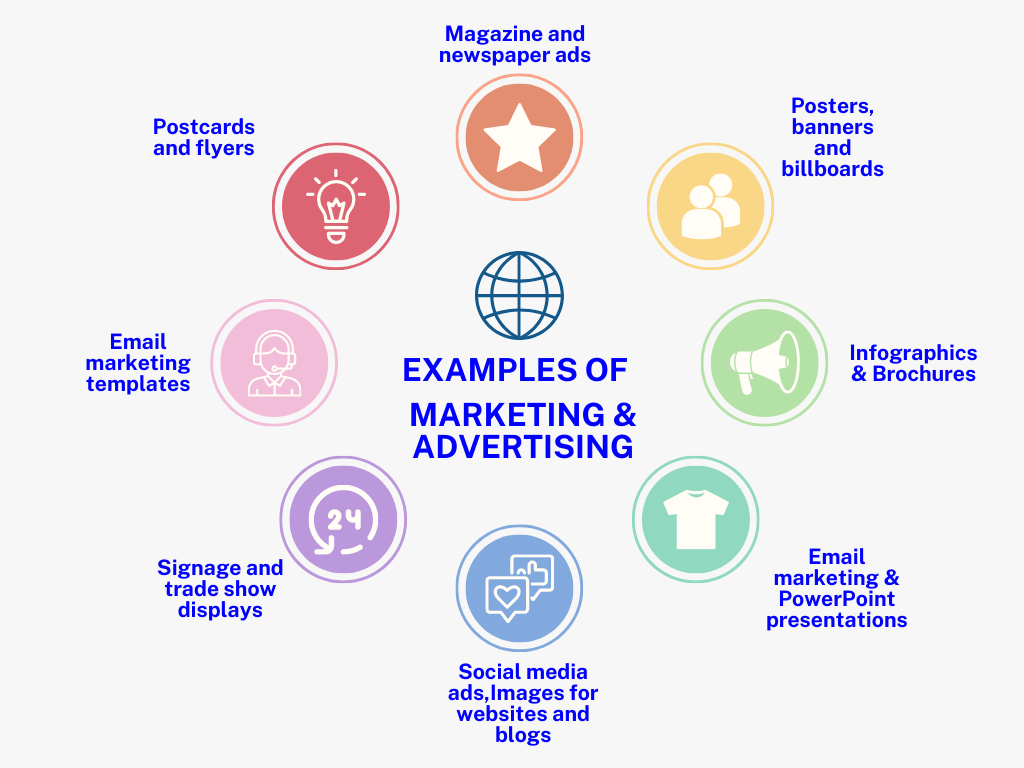 Magazine and
newspaper ads
Posters,
banners
and
billboards
Postcards
and flyers
Infographics
& Brochures
Email
marketing
templates
EXAMPLES OF
MARKETING &
ADVERTISING
24
Email
marketing &
PowerPoint
presentations
Signage and
trade show
displays
Social media
ads,Images for
websites and
blogs